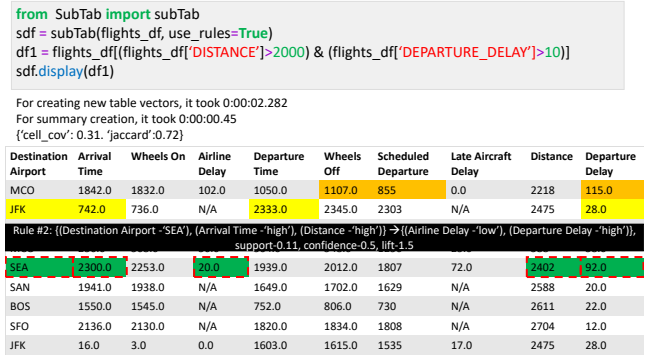 from SubTab import subTab
sdf = subTab(flights_df, use_rules=True)
df1 = flights_df[(flights_df['DISTANCE']>2000) & (flights_df['DEPARTURE_DELAY']>10)]
sdf.display(df1)
For creating new table vectors, it took 0:00:02.282
For summary creation, it took 0:00:00.45
{'cell_cov': 0.31. 'jaccard':0.72}
Destination Airport Arrival Time Wheels On Airline Delay Departure Time Wheels Off Scheduled Departure Late Aircraft Delay Distance Departure Delay
MCO 1842.0 1832.0 102.0 1050.0 1107.0 855 0.0 2218 115.0
JFK 742.0 736.0 N/A 2333.0 2345.0 2303 N/A 2475 28.0
Rule #2: {(Destination Airport -'SEA'), (Arrival Time -'high'), (Distance -'high')} →{(Airline Delay -'low'), (Departure Delay -'high')},
support-0.11, confidence-0.5, lift-1.5
SEA 2300.0 2253.0 20.0 1939.0 2012.0 1807 72.0 2402 92.0
SAN 1941.0 1938.0 N/A 1649.0 1702.0 1629 N/A 2588 20.0
BOS 1550.0 1545.0 N/A 752.0 806.0 730 N/A 2611 22.0
SFO 2136.0 2130.0 N/A 1820.0 1834.0 1808 N/A 2704 12.0
JFK 16.0 3.0 0.0 1603.0 1615.0 1535 17.0 2475 28.0